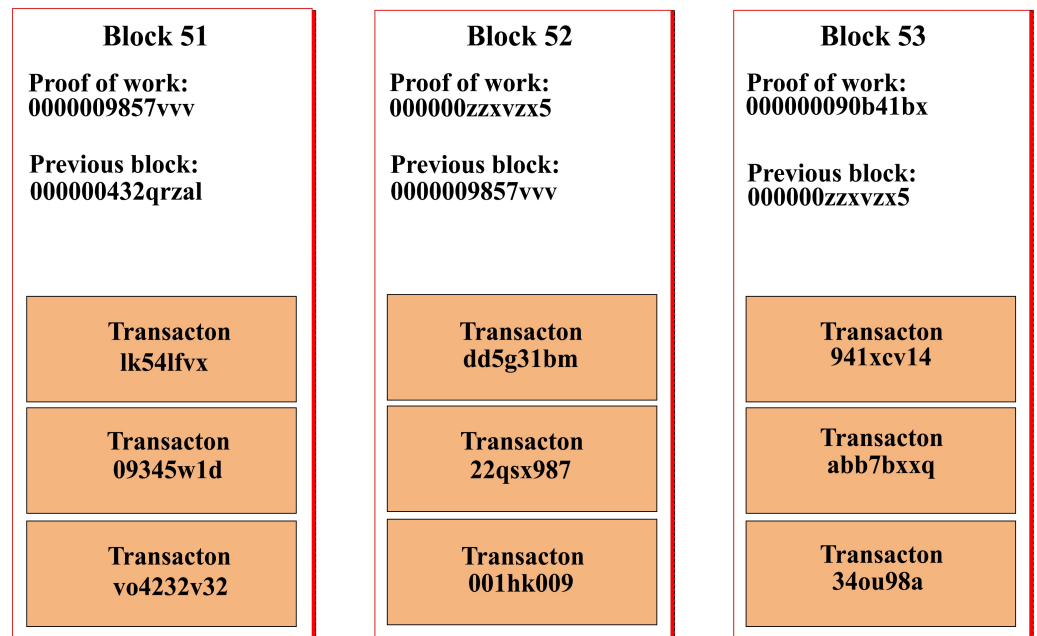 Block 51
Proof of work:
0000009857vvv
Previous block:
000000432qrzal
Transacton
lk54lfvx
Transacton
09345w1d
Transacton
vo4232v32
Block 52
Proof of work:
000000zzxvzx5
Previous block:
0000009857vvv
Transacton
dd5g31bm
Transacton
22qsx987
Transacton
001hk009
Block 53
Proof of work:
000000090b41bx
Previous block:
000000zzxvzx5
Transacton
941xcv14
Transacton
abb7bxxq
Transacton
34ou98a